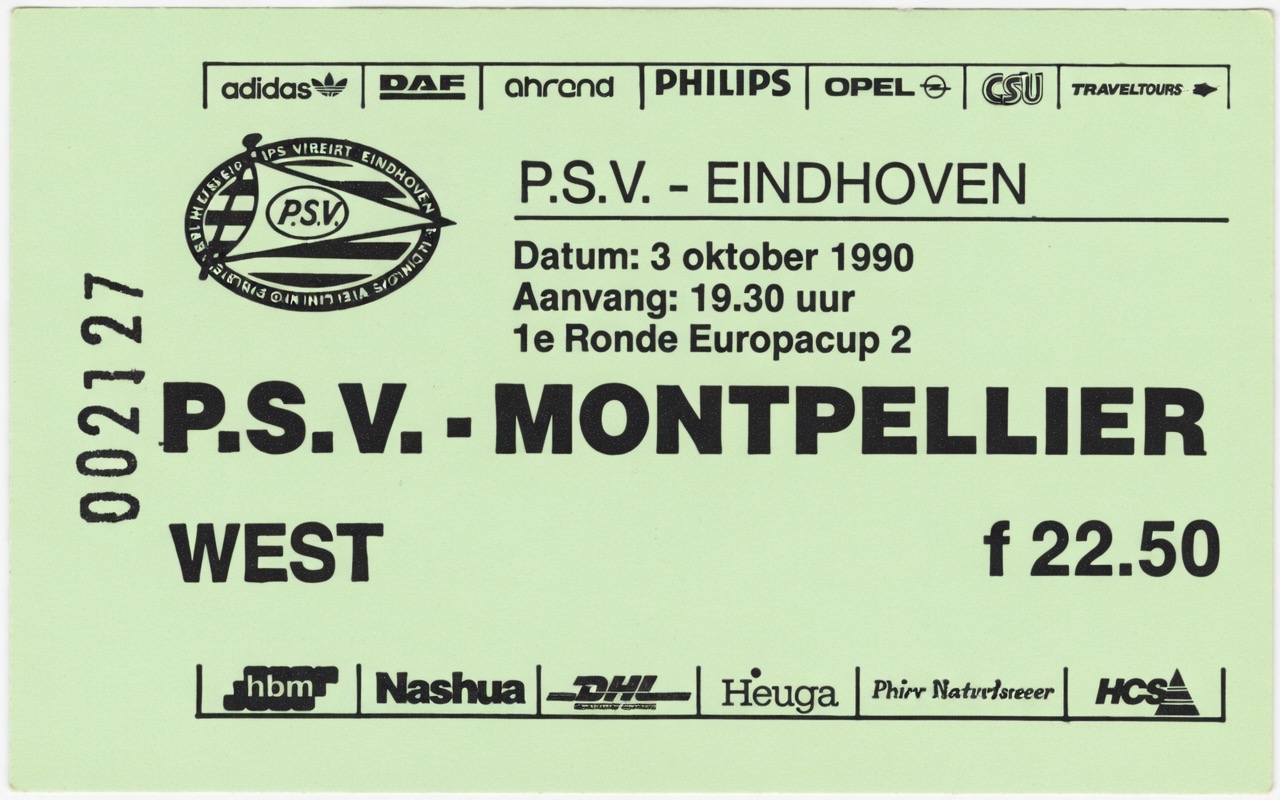 adidas DAF ahrend PHILIPS OPEL CSU TRAVELTOURS
EINDHOVEN
P.S.V.
P.S.V. - EINDHOVEN
Datum: 3 oktober 1990
Aanvang: 19.30 uur
1e Ronde Europacup 2
002127
P.S.V. - MONTPELLIER
WEST f 22.50
hbm Nashua DHL Heuga HCS